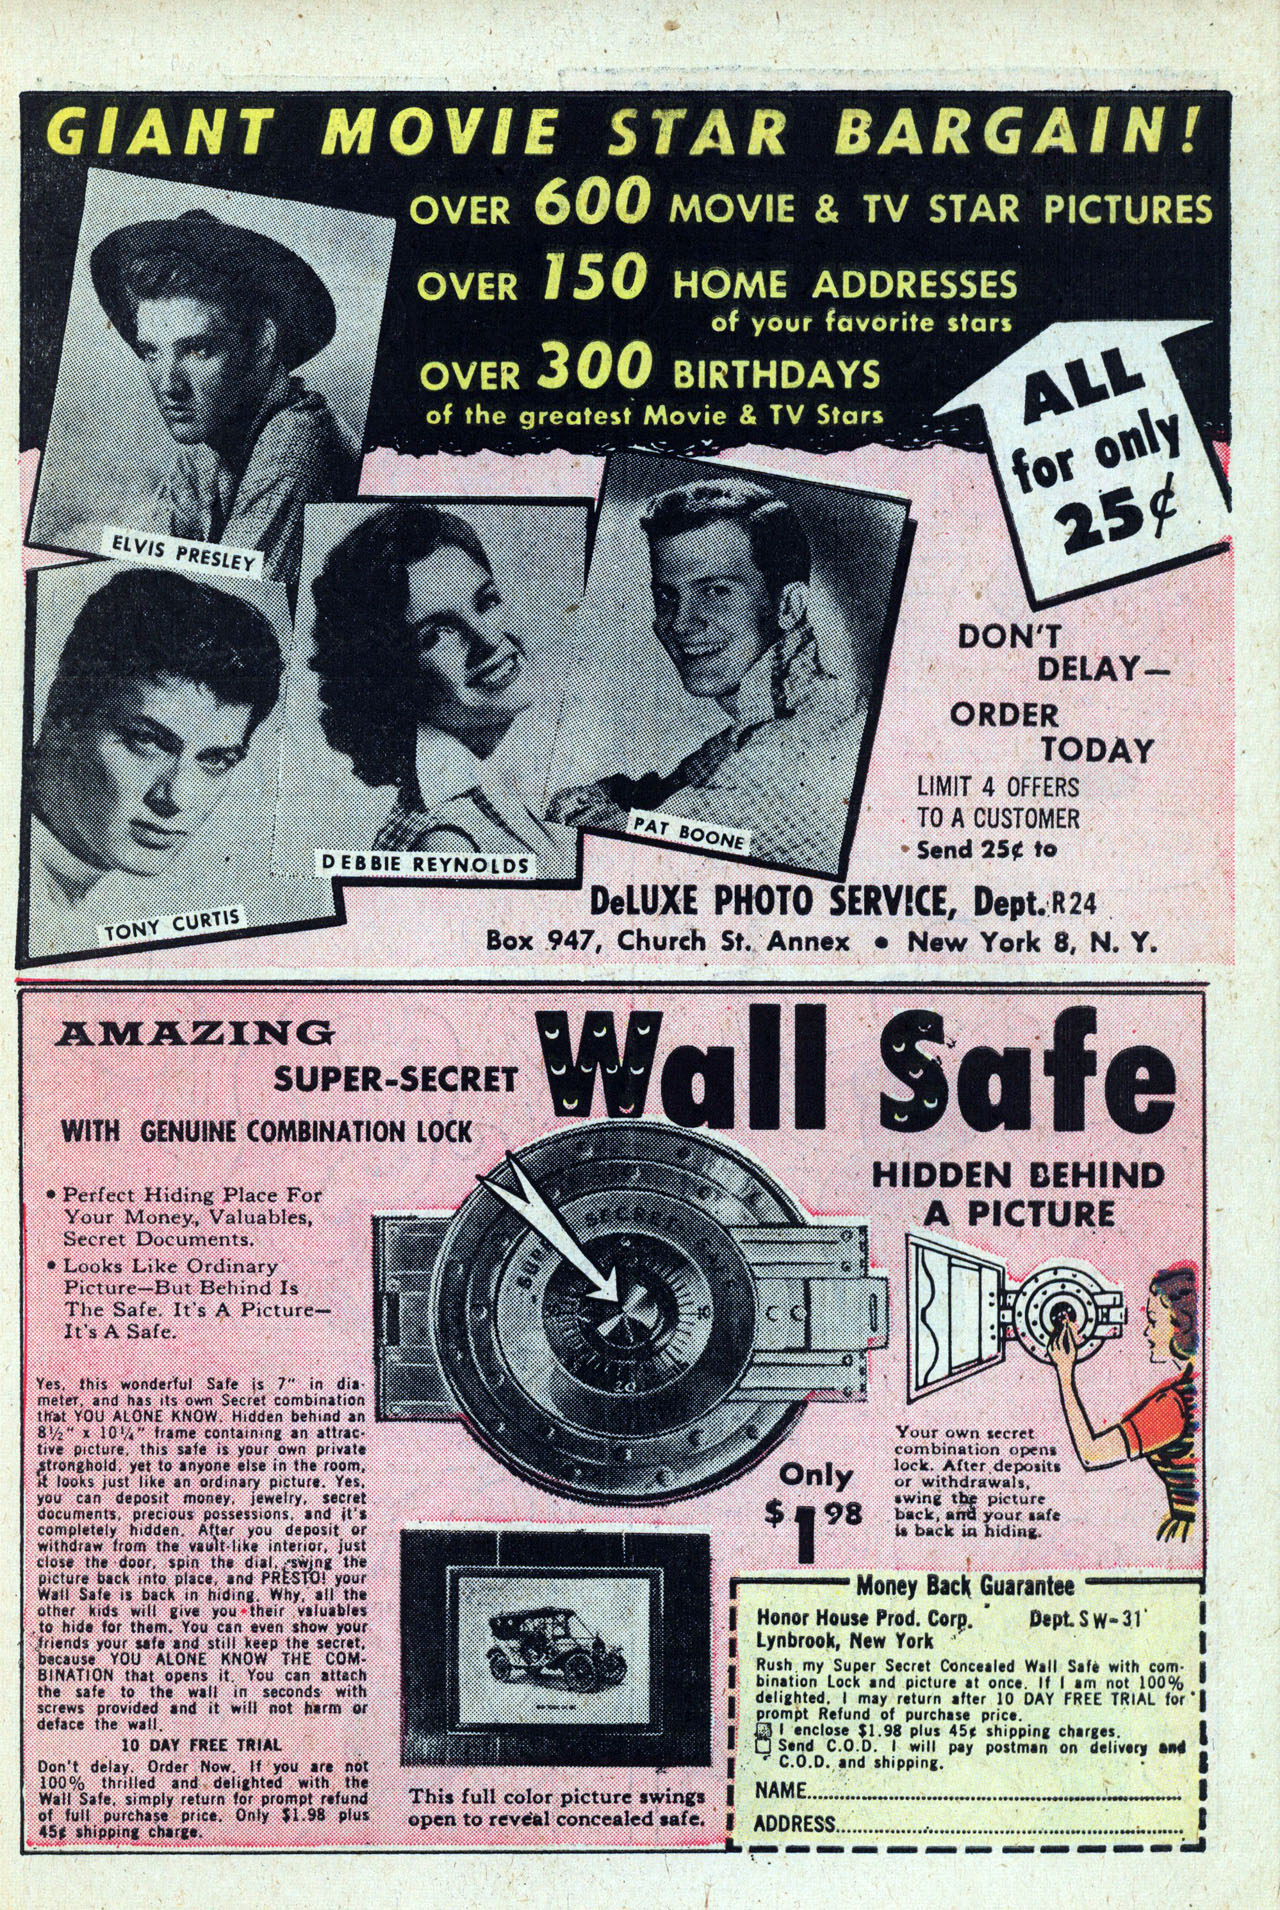 GIANT MOVIE STAR BARGAIN!
OVER 600 MOVIE & TV STAR PICTURES
OVER 150 HOME ADDRESSES
of your favorite stars
OVER 300 BIRTHDAYS
of the greatest Movie & TV Stars
ALL
for only
25¢
ELVIS PRESLEY
DEBBIE REYNOLDS
PAT BOONE
TONY CURTIS
DON'T
DELAY—
ORDER
TODAY
LIMIT 4 OFFERS
TO A CUSTOMER
Send 25¢ to
DeLUXE PHOTO SERVICE, Dept. R24
Box 947, Church St. Annex • New York 8, N. Y.
AMAZING
SUPER-SECRET Wall Safe
WITH GENUINE COMBINATION LOCK
HIDDEN BEHIND
A PICTURE
• Perfect Hiding Place For
Your Money, Valuables,
Secret Documents.
• Looks Like Ordinary
Picture—But Behind Is
The Safe. It's A Picture—
It's A Safe.
SUPER SECRET SAFE
20
Yes, this wonderful Safe is 7" in dia-
meter, and has its own Secret combination
that YOU ALONE KNOW. Hidden behind an
8½" x 10¼" frame containing an attrac-
tive picture, this safe is your own private
stronghold, yet to anyone else in the room,
it looks just like an ordinary picture. Yes,
you can deposit money, jewelry, secret
documents, precious possessions, and it's
completely hidden. After you deposit or
withdraw from the vault-like interior, just
close the door, spin the dial, swing the
picture back into place, and PRESTO! your
Wall Safe is back in hiding. Why, all the
other kids will give you their valuables
to hide for them. You can even show your
friends your safe and still keep the secret,
because YOU ALONE KNOW THE COM-
BINATION that opens it. You can attach
the safe to the wall in seconds with
screws provided and it will not harm or
deface the wall.
10 DAY FREE TRIAL
Don't delay. Order Now. If you are not
100% thrilled and delighted with the
Wall Safe, simply return for prompt refund
of full purchase price. Only $1.98 plus
45¢ shipping charge.
Only
$1.98
Your own secret
combination opens
lock. After deposits
or withdrawals,
swing the picture
back, and your safe
is back in hiding.
This full color picture swings
open to reveal concealed safe.
Money Back Guarantee
Honor House Prod. Corp. Dept. SW-31
Lynbrook, New York
Rush my Super Secret Concealed Wall Safe with com-
bination Lock and picture at once. If I am not 100%
delighted, I may return after 10 DAY FREE TRIAL for
prompt Refund of purchase price.
I enclose $1.98 plus 45¢ shipping charges.
Send C.O.D. I will pay postman on delivery and
C.O.D. and shipping.
NAME
ADDRESS